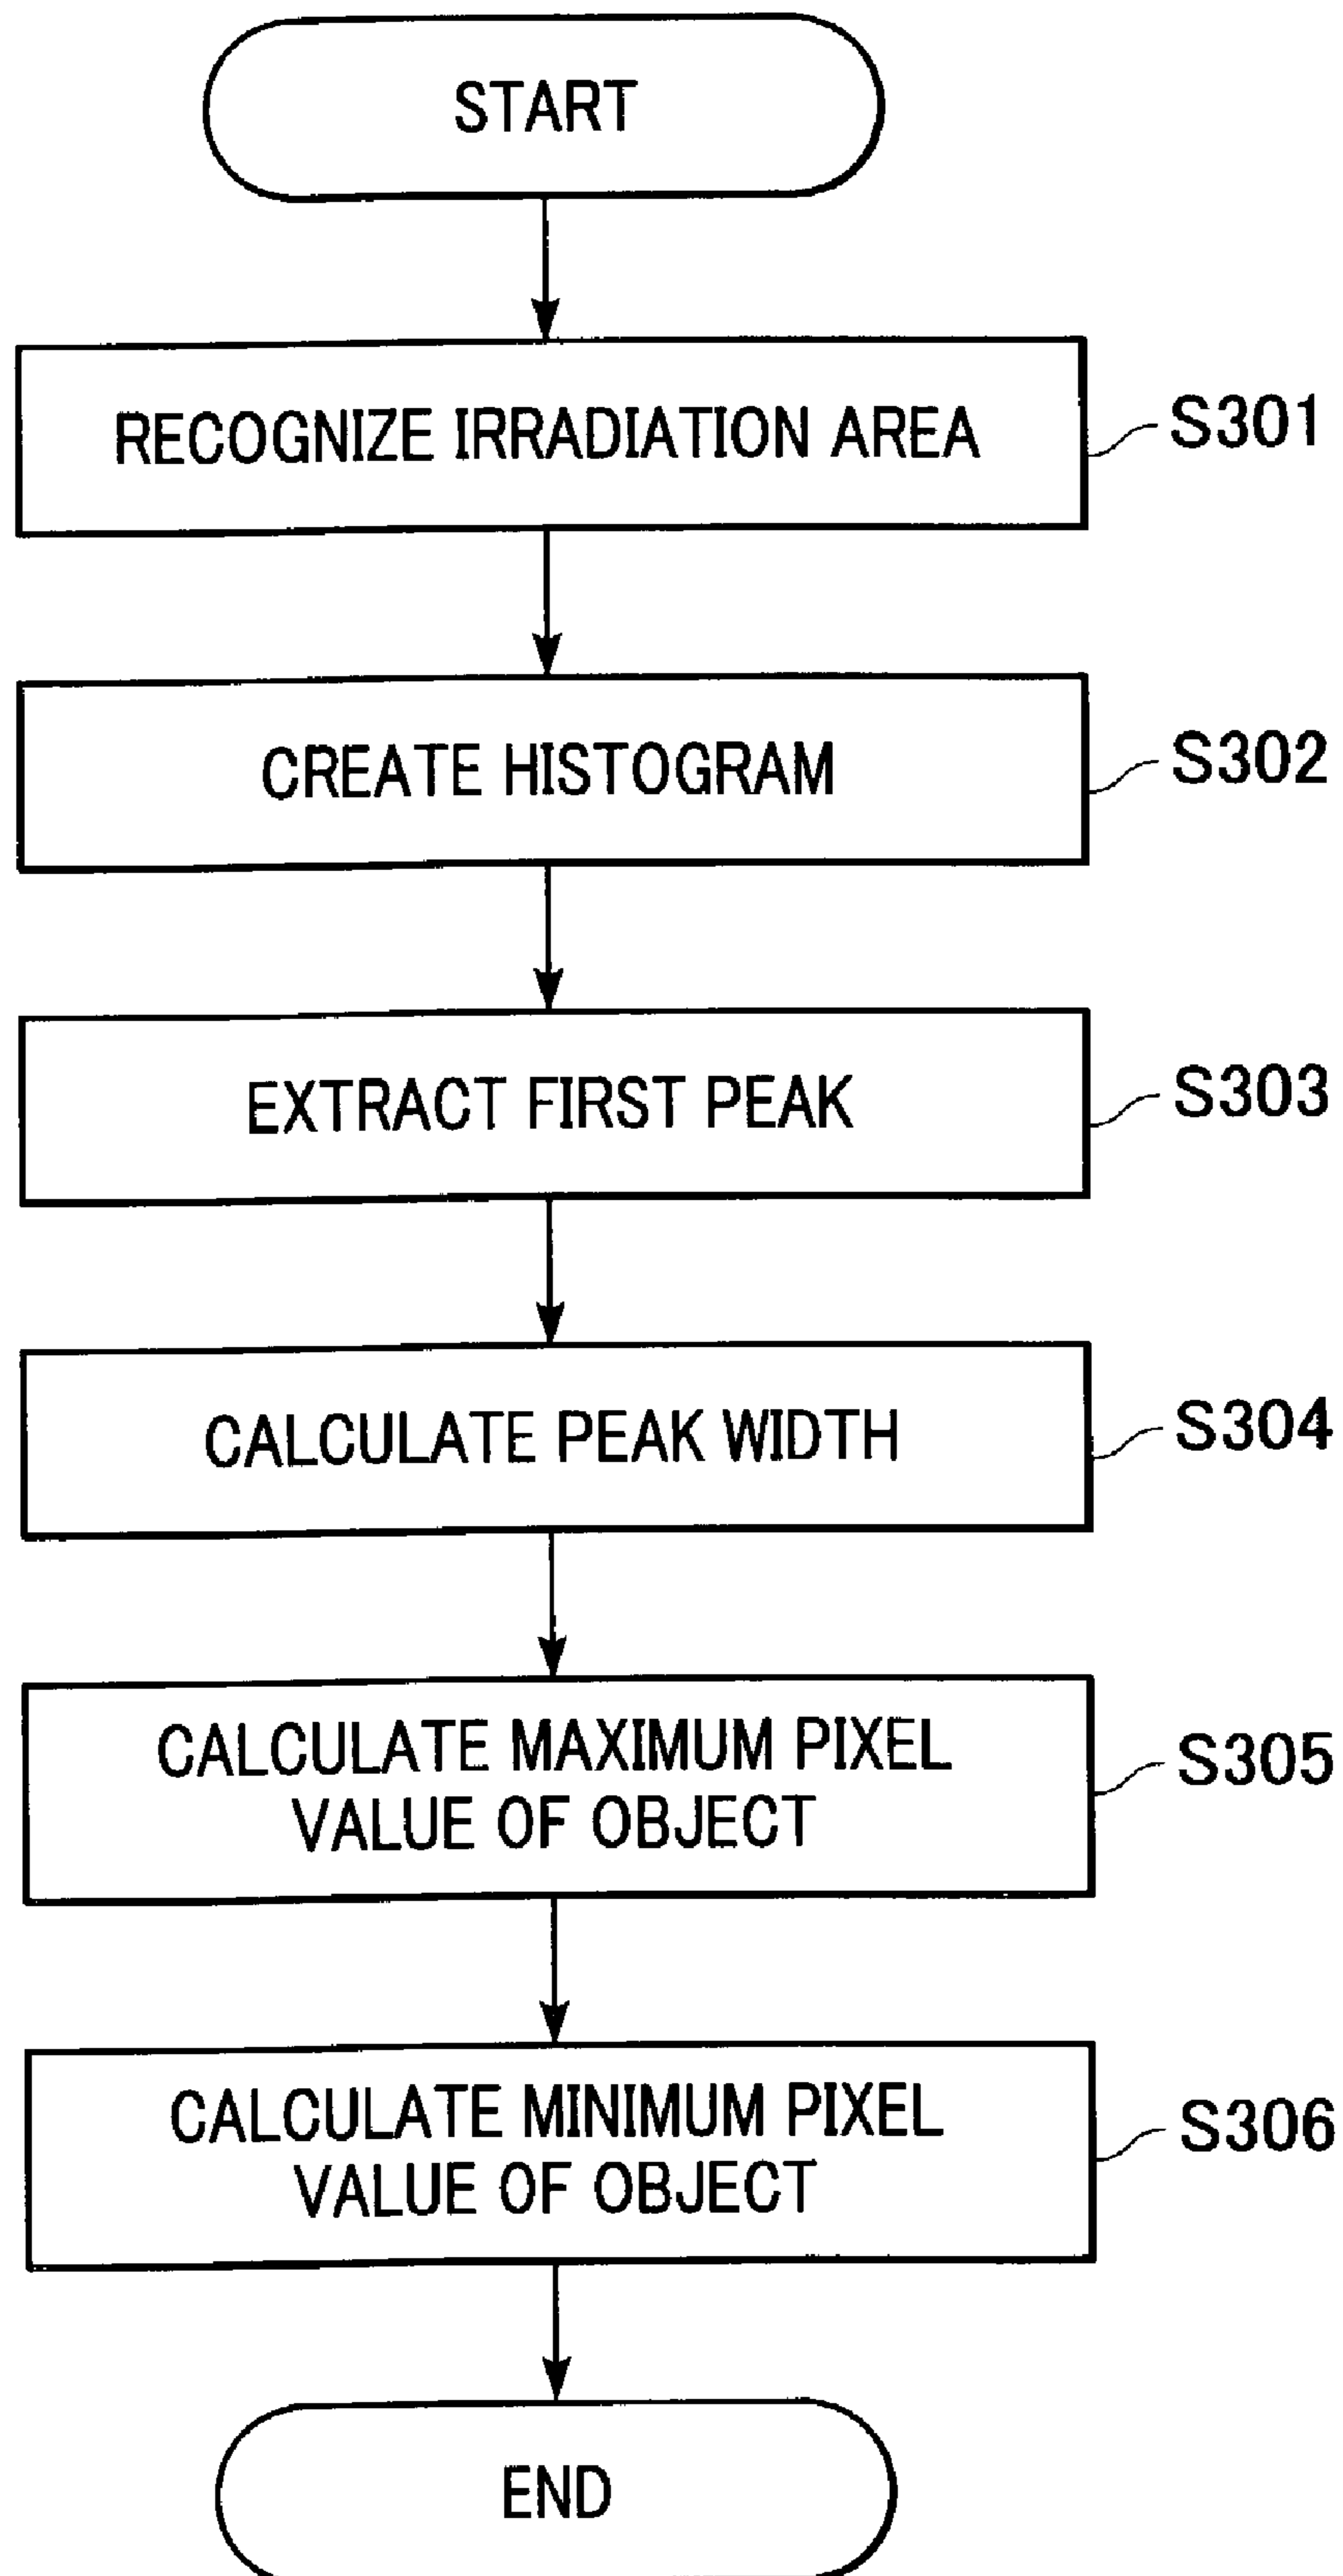 START
RECOGNIZE IRRADIATION AREA
S301
CREATE HISTOGRAM
S302
EXTRACT FIRST PEAK
S303
CALCULATE PEAK WIDTH
S304
CALCULATE MAXIMUM PIXEL
VALUE OF OBJECT
S305
CALCULATE MINIMUM PIXEL
VALUE OF OBJECT
S306
END